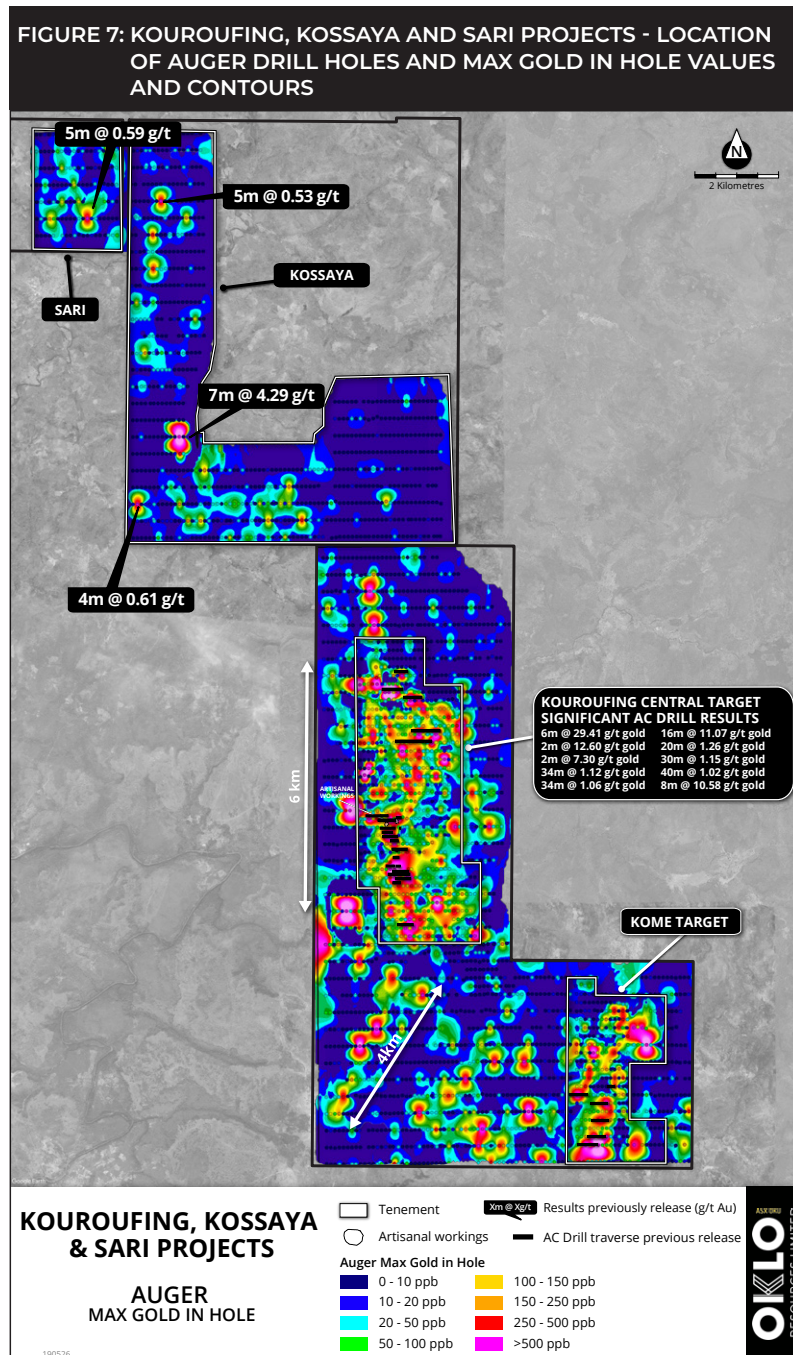 FIGURE 7: KOUROUFING, KOSSAYA AND SARI PROJECTS - LOCATION
OF AUGER DRILL HOLES AND MAX GOLD IN HOLE VALUES
AND CONTOURS
5m @ 0.59 g/t
N
2 Kilometres
5m @ 0.53 g/t
KOSSAYA
SARI
7m @ 4.29 g/t
4m @ 0.61 g/t
KOUROUFING CENTRAL TARGET
SIGNIFICANT AC DRILL RESULTS
6m @ 29.41 g/t gold 16m @ 11.07 g/t gold
2m @ 12.60 g/t gold 20m @ 1.26 g/t gold
2m @ 7.30 g/t gold 30m @ 1.15 g/t gold
34m @ 1.12 g/t gold 40m @ 1.02 g/t gold
34m @ 1.06 g/t gold 8m @ 10.58 g/t gold
6 km
ARTISANAL
WORKINGS
KOME TARGET
4km
KOUROUFING, KOSSAYA
& SARI PROJECTS
AUGER
MAX GOLD IN HOLE
190526
Tenement
Xm @ Xg/t Results previously release (g/t Au)
Artisanal workings
AC Drill traverse previous release
Auger Max Gold in Hole
0 - 10 ppb
10 - 20 ppb
20 - 50 ppb
50 - 100 ppb
100 - 150 ppb
150 - 250 ppb
250 - 500 ppb
>500 ppb
ASX:OKU
OKLO
RESOURCES LIMITED